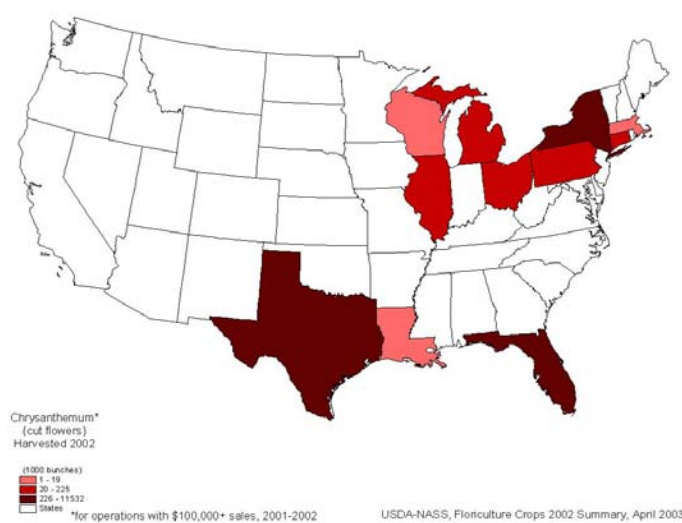 Chrysanthemum*
(cut flowers)
Harvested 2002
(1000 bunches)
1 - 19
20 - 225
226 - 11532
States
*for operations with $100,000+ sales, 2001-2002
USDA-NASS, Floriculture Crops 2002 Summary, April 2003